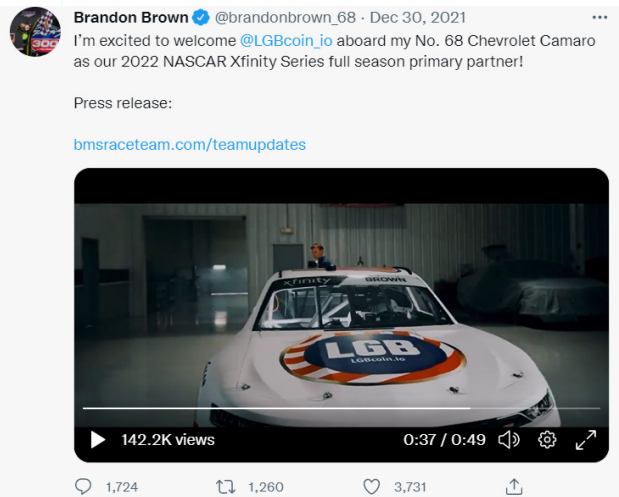 Brandon Brown @brandonbrown_68 · Dec 30, 2021
I'm excited to welcome @LGBcoin_io aboard my No. 68 Chevrolet Camaro
as our 2022 NASCAR Xfinity Series full season primary partner!
Press release:
bmsraceteam.com/teamupdates
300
xfinity
BROWN
LGB
LGBcoin.io
142.2K views
0:37 / 0:49
1,724
1,260
3,731